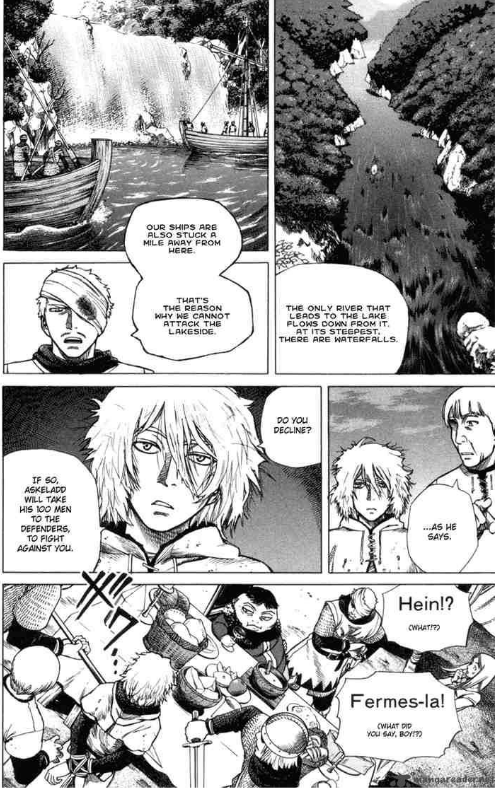 THE ONLY RIVER THAT
LEADS TO THE LAKE
FLOWS DOWN FROM IT.
AT ITS STEEPEST,
THERE ARE WATERFALLS.
OUR SHIPS ARE
ALSO STUCK A
MILE AWAY FROM
HERE.
THAT'S
THE REASON
WHY WE CANNOT
ATTACK THE
LAKESIDE.
...AS HE
SAYS.
DO YOU
DECLINE?
IF SO,
ASKELADD
WILL TAKE
HIS 100 MEN
TO THE
DEFENDERS,
TO FIGHT
AGAINST YOU.
Hein!?
(WHAT!?)
Fermes-la!
(WHAT DID
YOU SAY, BOY!?)
mangareader.net